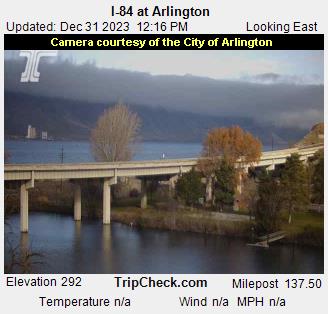 I-84 at Arlington
Updated: Dec 31 2023 12:16 PM Looking East
Camera courtesy of the City of Arlington
Elevation 292 TripCheck.com Milepost 137.50
Temperature n/a Wind n/a MPH n/a